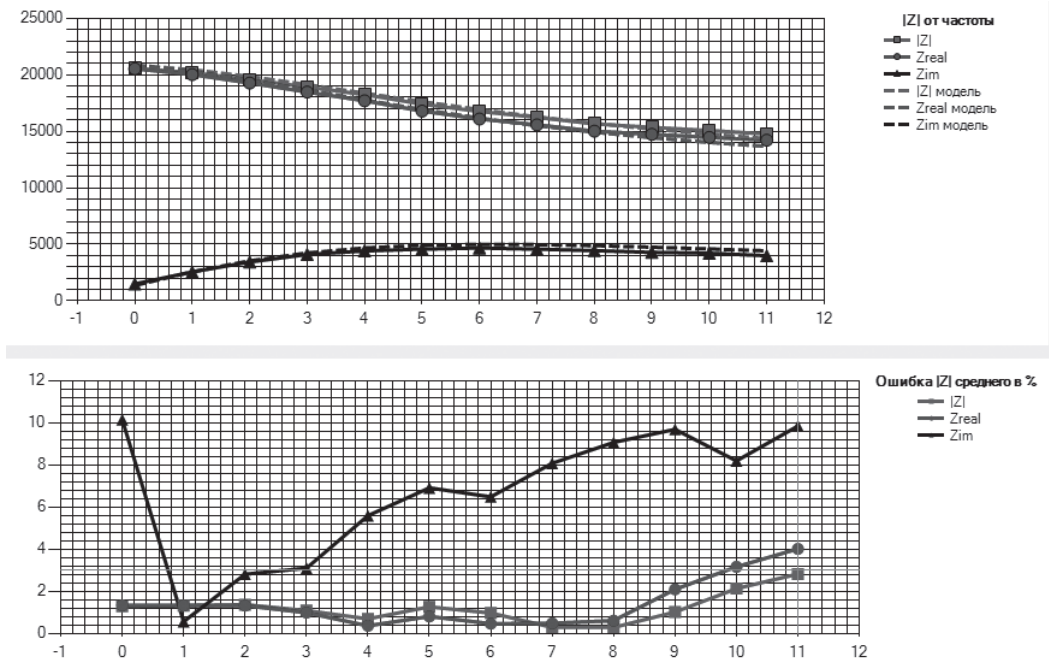 |Z| от частоты
|Z|
Zreal
Zim
|Z| модель
Zreal модель
Zim модель
25000
20000
15000
10000
5000
0
-1 0 1 2 3 4 5 6 7 8 9 10 11 12
Ошибка |Z| среднего в %
|Z|
Zreal
Zim
12
10
8
6
4
2
0
-1 0 1 2 3 4 5 6 7 8 9 10 11 12